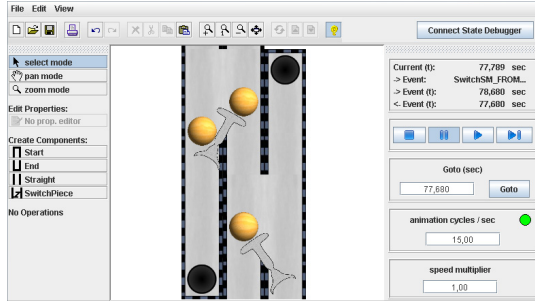 File Edit View
Connect State Debugger
select mode
pan mode
zoom mode
Edit Properties:
No prop. editor
Create Components:
Start
End
Straight
SwitchPiece
No Operations
Current (t): 77,709 sec
-> Event: SwitchSM_FROM...
-> Event (t): 78,680 sec
<- Event (t): 77,680 sec
Goto (sec)
77,680 Goto
animation cycles / sec
15,00
speed multiplier
1,00